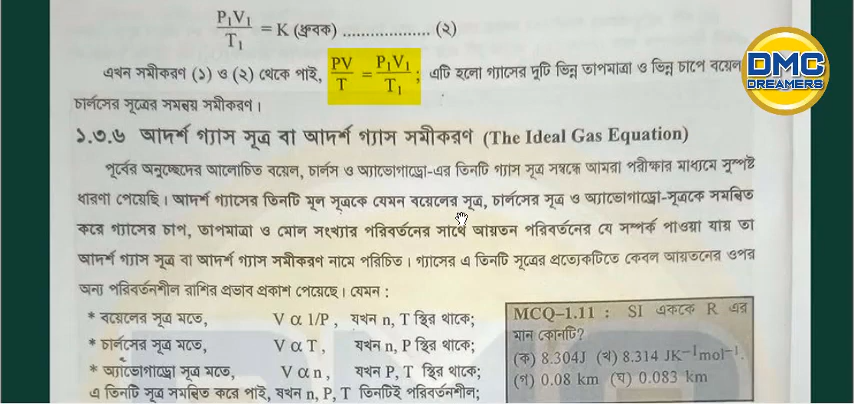 P₁V₁/T₁ = K (ধ্রুবক) .................... (২)
এখন সমীকরণ (১) ও (২) থেকে পাই, PV/T = P₁V₁/T₁; এটি হলো গ্যাসের দুটি ভিন্ন তাপমাত্রা ও ভিন্ন চাপে বয়েল
চার্লসের সূত্রের সমন্বয় সমীকরণ।
DMC
DREAMERS
১.৩.৬ আদর্শ গ্যাস সূত্র বা আদর্শ গ্যাস সমীকরণ (The Ideal Gas Equation)
পূর্বের অনুচ্ছেদের আলোচিত বয়েল, চার্লস ও অ্যাভোগাড্রো-এর তিনটি গ্যাস সূত্র সম্বন্ধে আমরা পরীক্ষার মাধ্যমে সুস্পষ্ট
ধারণা পেয়েছি। আদর্শ গ্যাসের তিনটি মূল সূত্রকে যেমন বয়েলের সূত্র, চার্লসের সূত্র ও অ্যাভোগাড্রো-সূত্রকে সমন্বিত
করে গ্যাসের চাপ, তাপমাত্রা ও মোল সংখ্যার পরিবর্তনের সাথে আয়তন পরিবর্তনের যে সম্পর্ক পাওয়া যায় তা
আদর্শ গ্যাস সূত্র বা আদর্শ গ্যাস সমীকরণ নামে পরিচিত। গ্যাসের এ তিনটি সূত্রের প্রত্যেকটিতে কেবল আয়তনের ওপর
অন্য পরিবর্তনশীল রাশির প্রভাব প্রকাশ পেয়েছে। যেমন :
* বয়েলের সূত্র মতে, V α 1/P, যখন n, T স্থির থাকে;
* চার্লসের সূত্র মতে, V α T, যখন n, P স্থির থাকে;
* অ্যাভোগাড্রো সূত্র মতে, V α n, যখন P, T স্থির থাকে;
এ তিনটি সূত্র সমন্বিত করে পাই, যখন n, P, T তিনটিই পরিবর্তনশীল;
MCQ–1.11 : SI এককে R এর
মান কোনটি?
(ক) 8.304J (খ) 8.314 JK⁻¹mol⁻¹.
(গ) 0.08 km (ঘ) 0.083 km